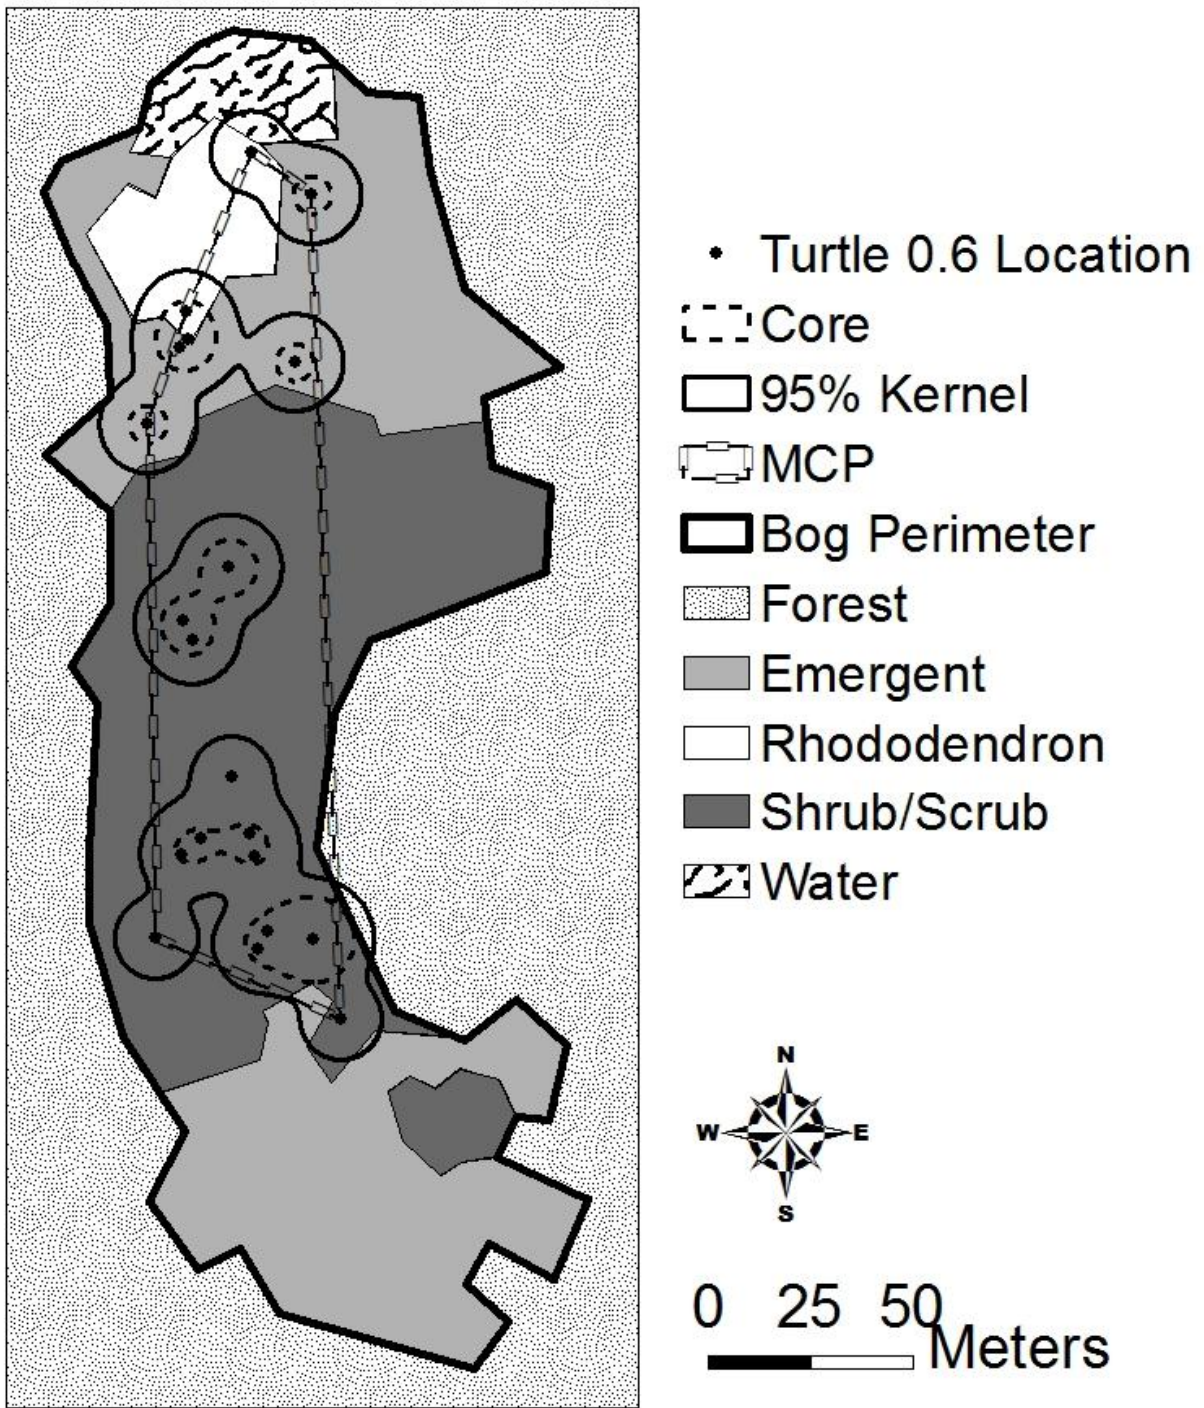 Turtle 0.6 Location
Core
95% Kernel
MCP
Bog Perimeter
Forest
Emergent
Rhododendron
Shrub/Scrub
Water
N
W E
S
0 25 50
Meters